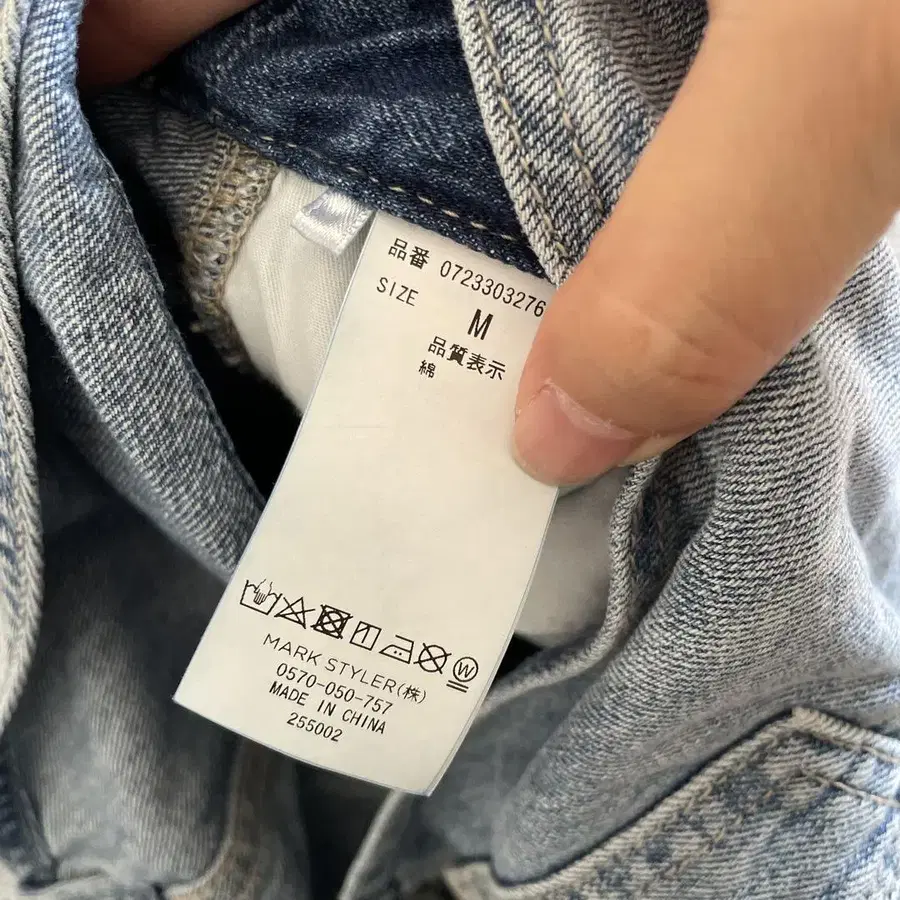 品番 0723303276
SIZE
M
品質表示
綿
W
MARK STYLER(株)
0570-050-757
MADE IN CHINA
255002